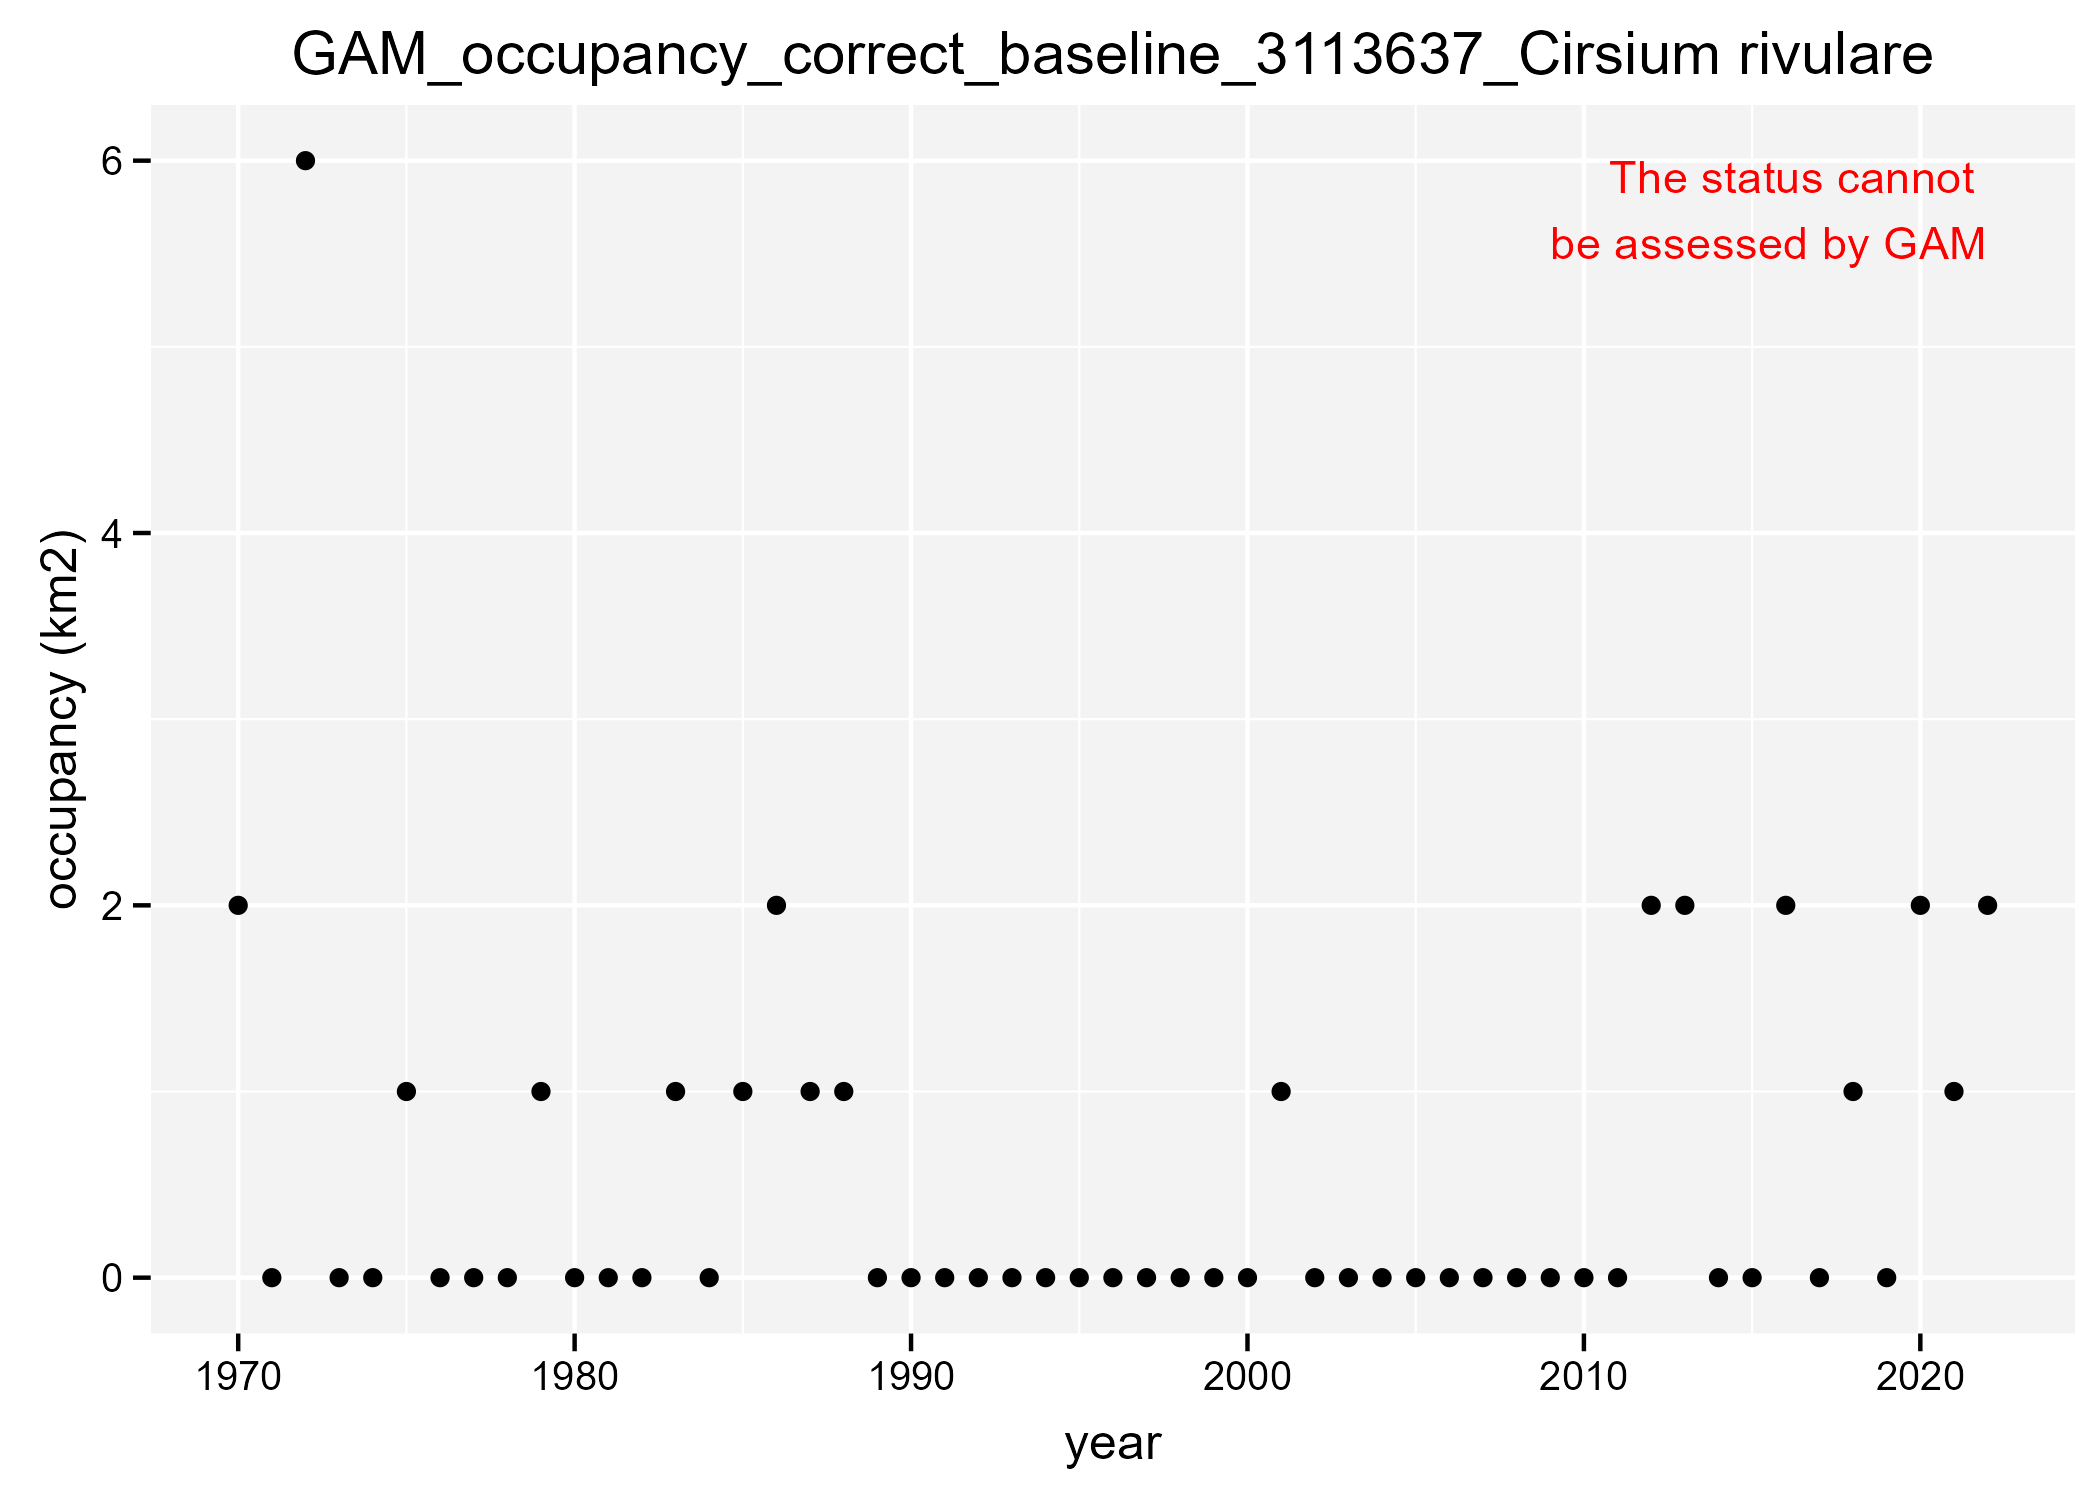 GAM_occupancy_correct_baseline_3113637_Cirsium rivulare
The status cannot
be assessed by GAM
6
4
2
0
occupancy (km2)
1970 1980 1990 2000 2010 2020
year